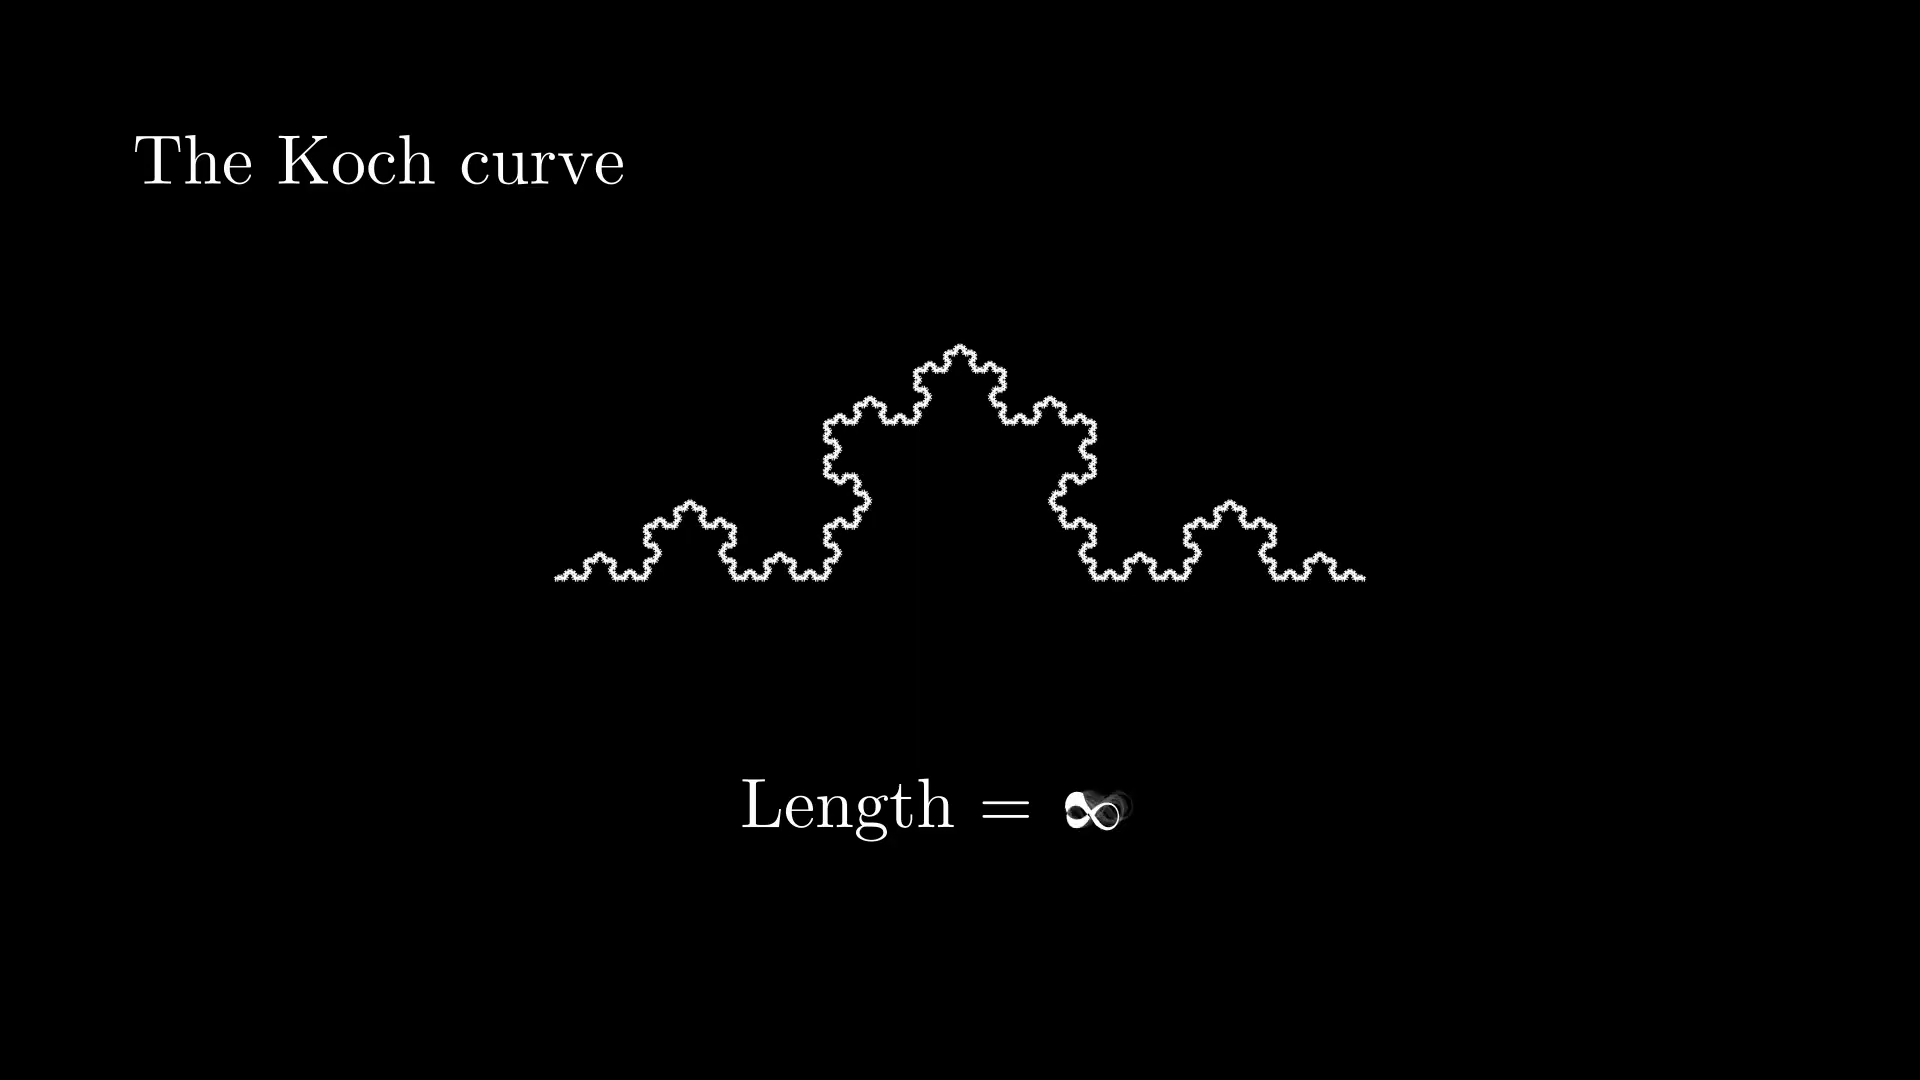 The Koch curve
Length = ∞